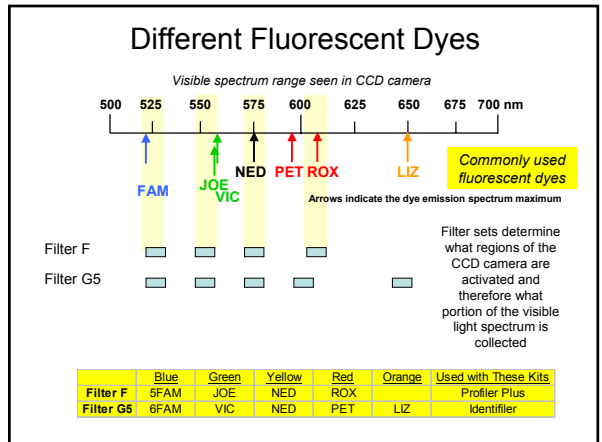 Different Fluorescent Dyes
Visible spectrum range seen in CCD camera
500 525 550 575 600 625 650 675 700 nm
FAM
JOE
VIC
NED
PET ROX
LIZ
Commonly used
fluorescent dyes
Arrows indicate the dye emission spectrum maximum
Filter F
Filter G5
Filter sets determine
what regions of the
CCD camera are
activated and
therefore what
portion of the visible
light spectrum is
collected
Blue Green Yellow Red Orange Used with These Kits
Filter F 5FAM JOE NED ROX Profiler Plus
Filter G5 6FAM VIC NED PET LIZ Identifiler